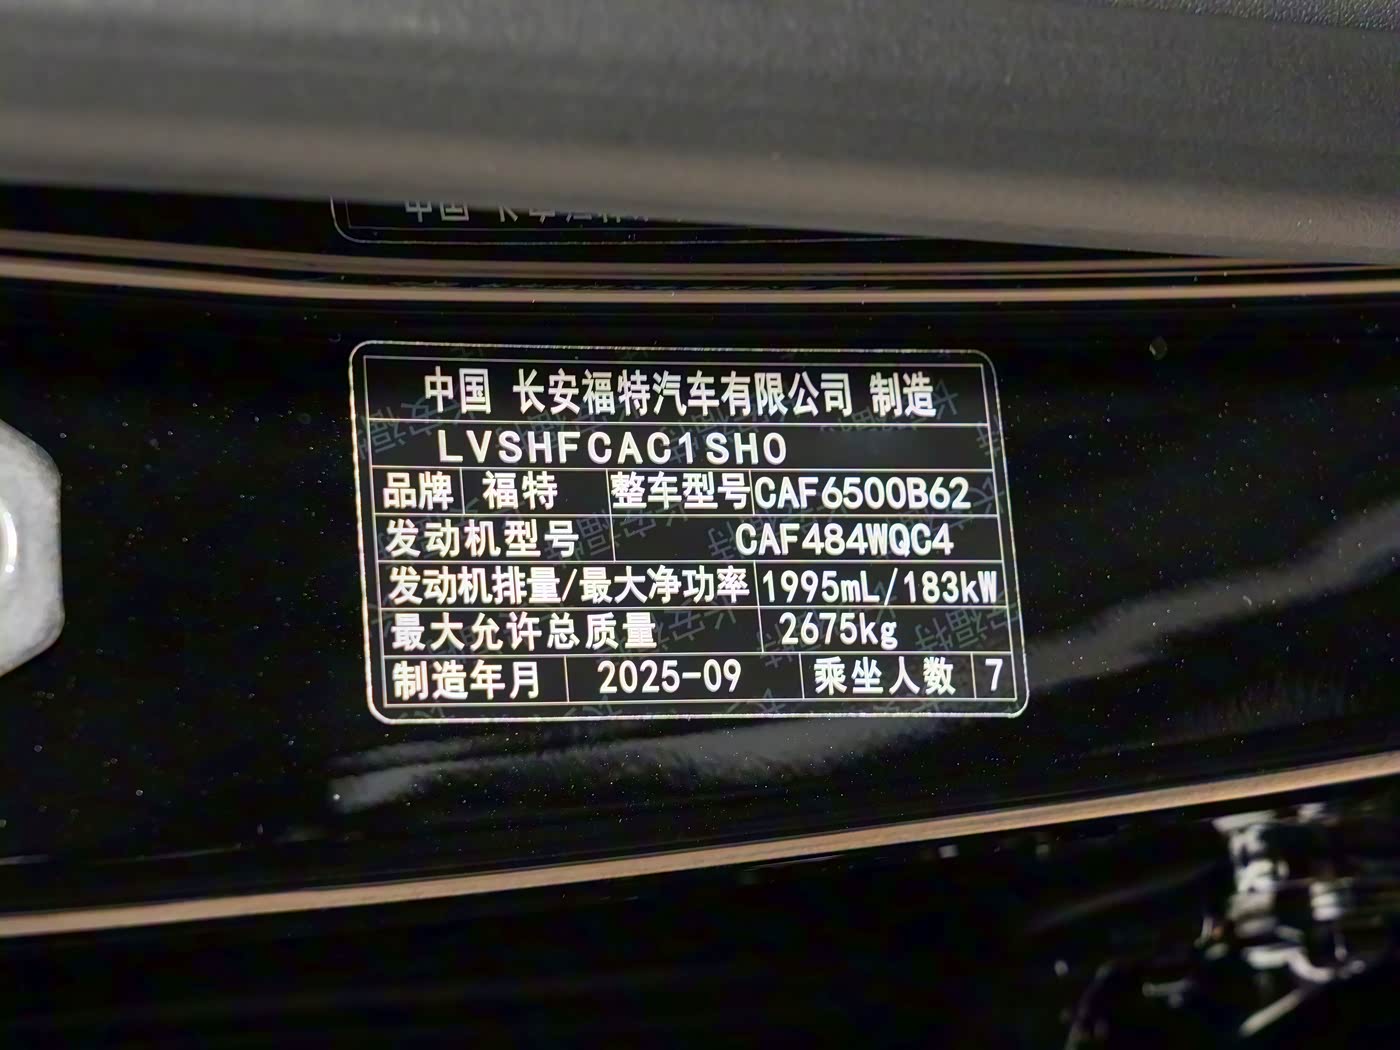 中国 长安福特汽车有限公司 制造
LVSHFCAC1SH0
品牌 福特 整车型号 CAF6500B62
发动机型号 CAF484WQC4
发动机排量/最大净功率 1995mL/183kW
最大允许总质量 2675kg
制造年月 2025-09 乘坐人数 7